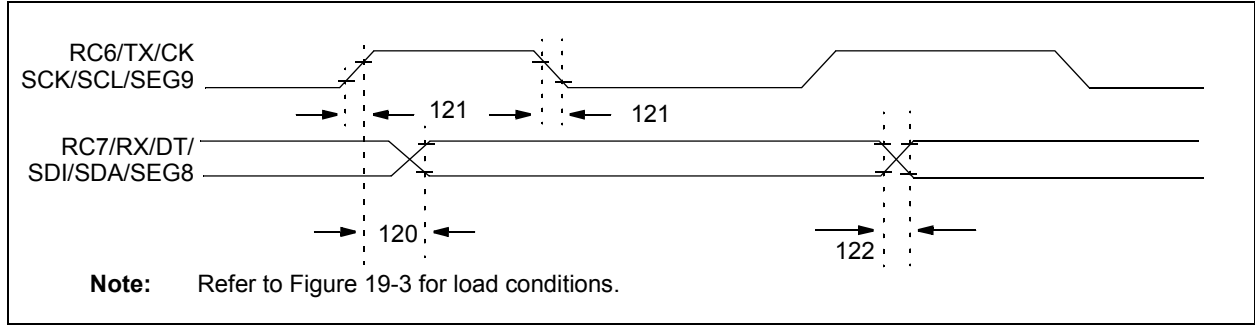 RC6/TX/CK
SCK/SCL/SEG9
121
121
RC7/RX/DT/
SDI/SDA/SEG8
120
122
Note: Refer to Figure 19-3 for load conditions.